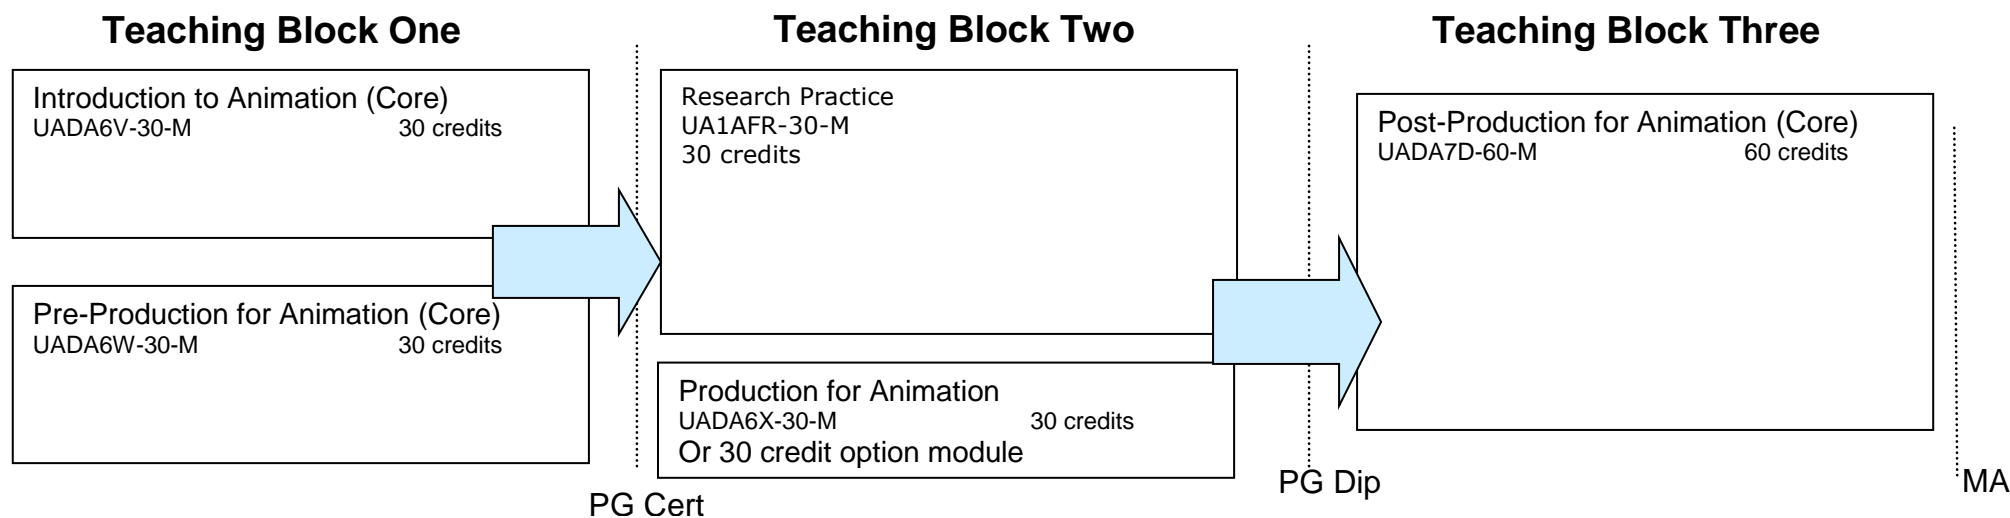 Teaching Block One
Introduction to Animation (Core)
UADA6V-30-M 30 credits
Pre-Production for Animation (Core)
UADA6W-30-M 30 credits
PG Cert
Teaching Block Two
Research Practice
UA1AFR-30-M
30 credits
Production for Animation
UADA6X-30-M 30 credits
Or 30 credit option module
PG Dip
Teaching Block Three
Post-Production for Animation (Core)
UADA7D-60-M 60 credits
MA